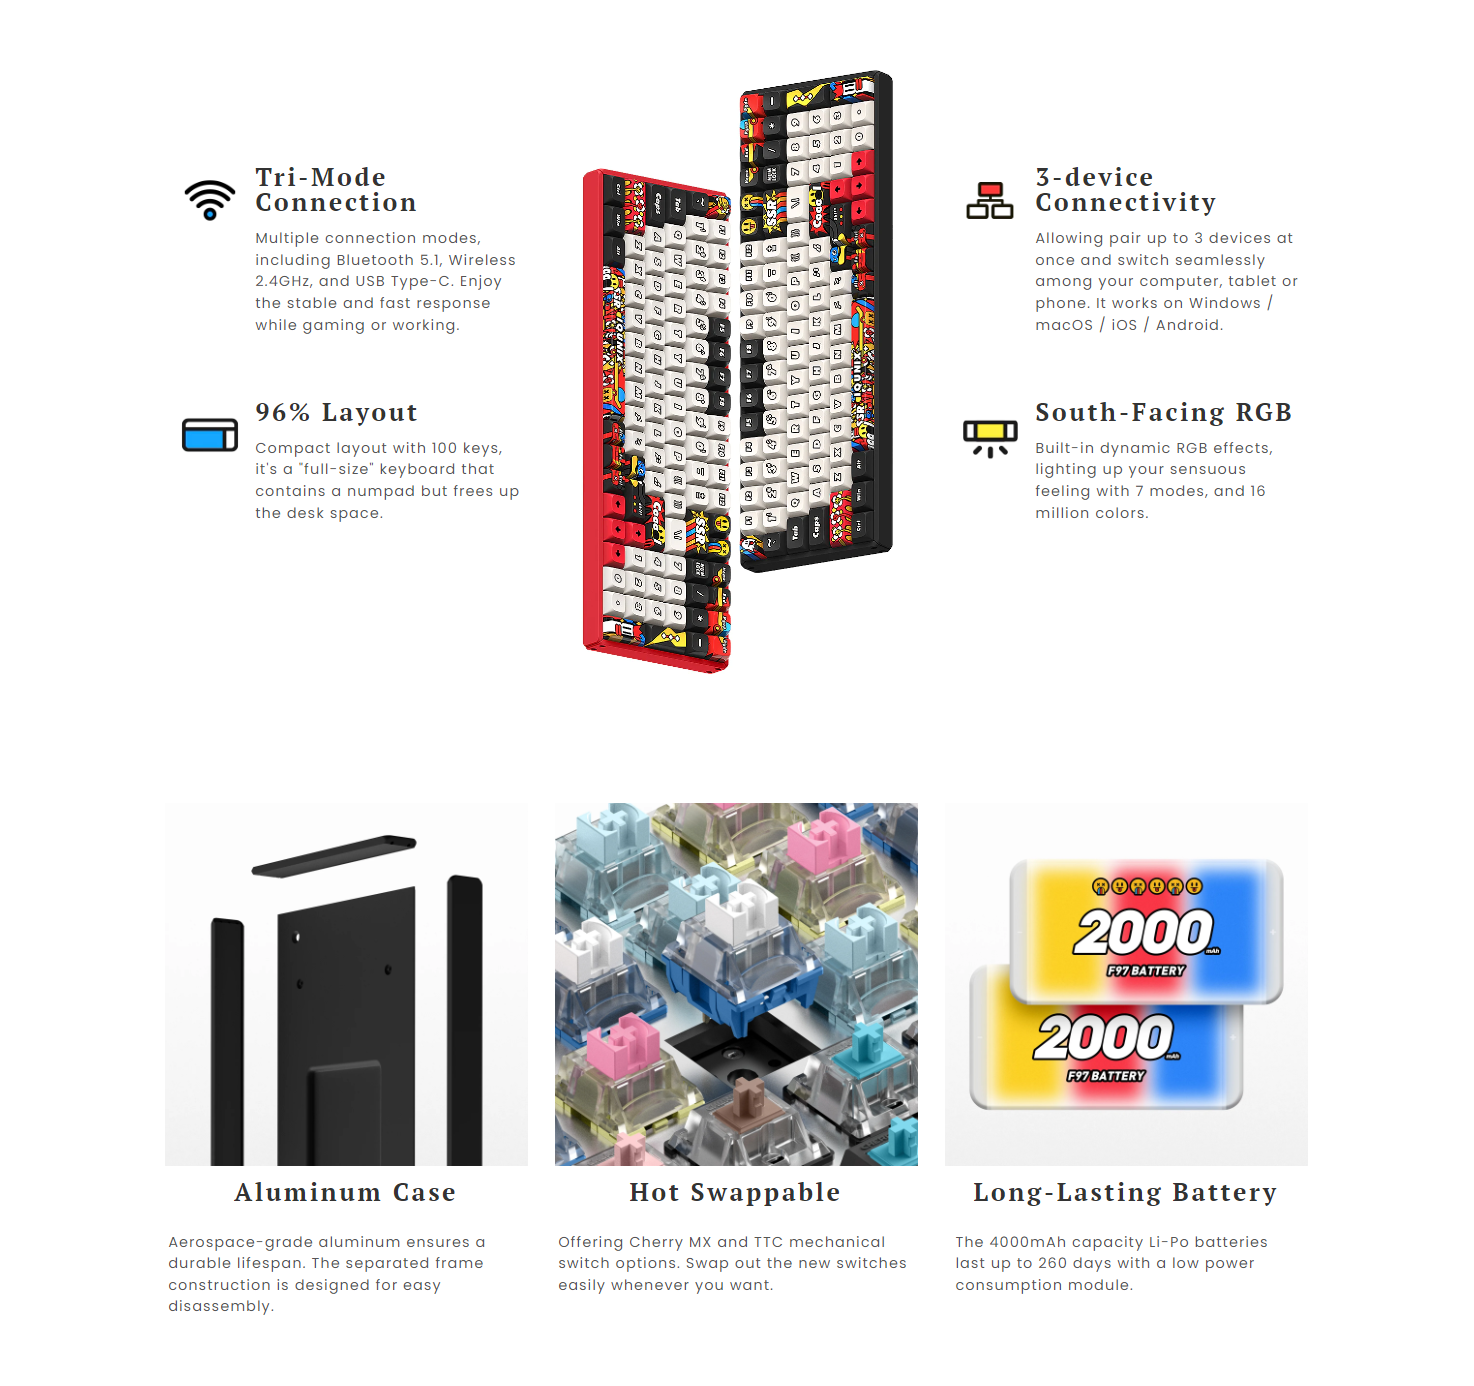 Tri-Mode
Connection
Multiple connection modes,
including Bluetooth 5.1, Wireless
2.4GHz, and USB Type-C. Enjoy
the stable and fast response
while gaming or working.
96% Layout
Compact layout with 100 keys,
it's a "full-size" keyboard that
contains a numpad but frees up
the desk space.
3-device
Connectivity
Allowing pair up to 3 devices at
once and switch seamlessly
among your computer, tablet or
phone. It works on Windows /
macOS / iOS / Android.
South-Facing RGB
Built-in dynamic RGB effects,
lighting up your sensuous
feeling with 7 modes, and 16
million colors.
Caps
Tab
Tab
Caps
2000 mAh
F97 BATTERY
2000 mAh
F97 BATTERY
Aluminum Case
Aerospace-grade aluminum ensures a
durable lifespan. The separated frame
construction is designed for easy
disassembly.
Hot Swappable
Offering Cherry MX and TTC mechanical
switch options. Swap out the new switches
easily whenever you want.
Long-Lasting Battery
The 4000mAh capacity Li-Po batteries
last up to 260 days with a low power
consumption module.